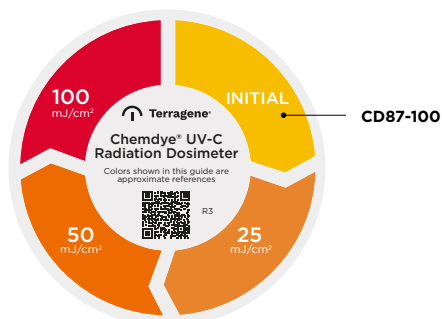 100
mJ/cm²
INITIAL
CD87-100
Terragene®
Chemdye® UV-C
Radiation Dosimeter
Colors shown in this guide are
approximate references
R3
50
mJ/cm²
25
mJ/cm²